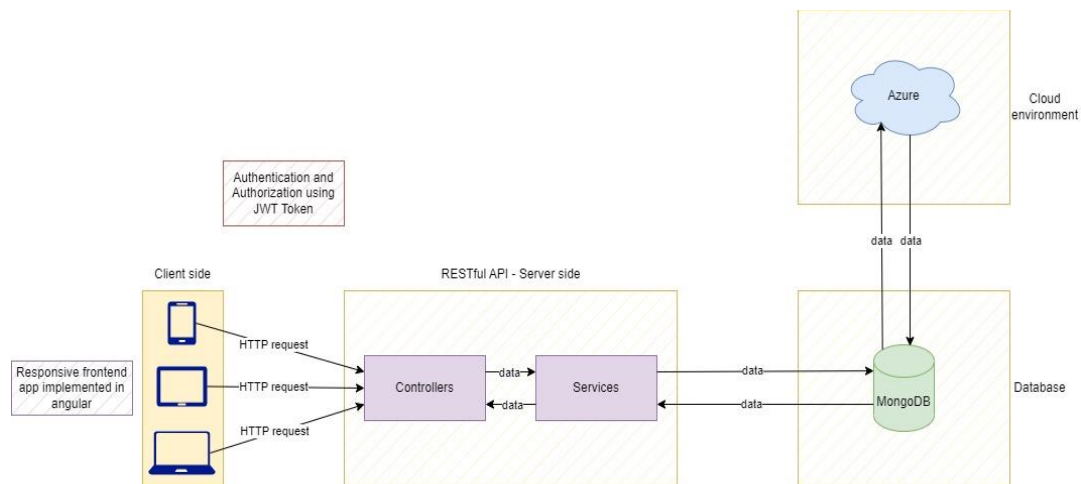 Azure
Cloud
environment
Authentication and
Authorization using
JWT Token
data
data
Client side
RESTful API - Server side
HTTP request
Responsive frontend
app implemented in
angular
HTTP request
Controllers
data
data
Services
data
data
MongoDB
Database
HTTP request